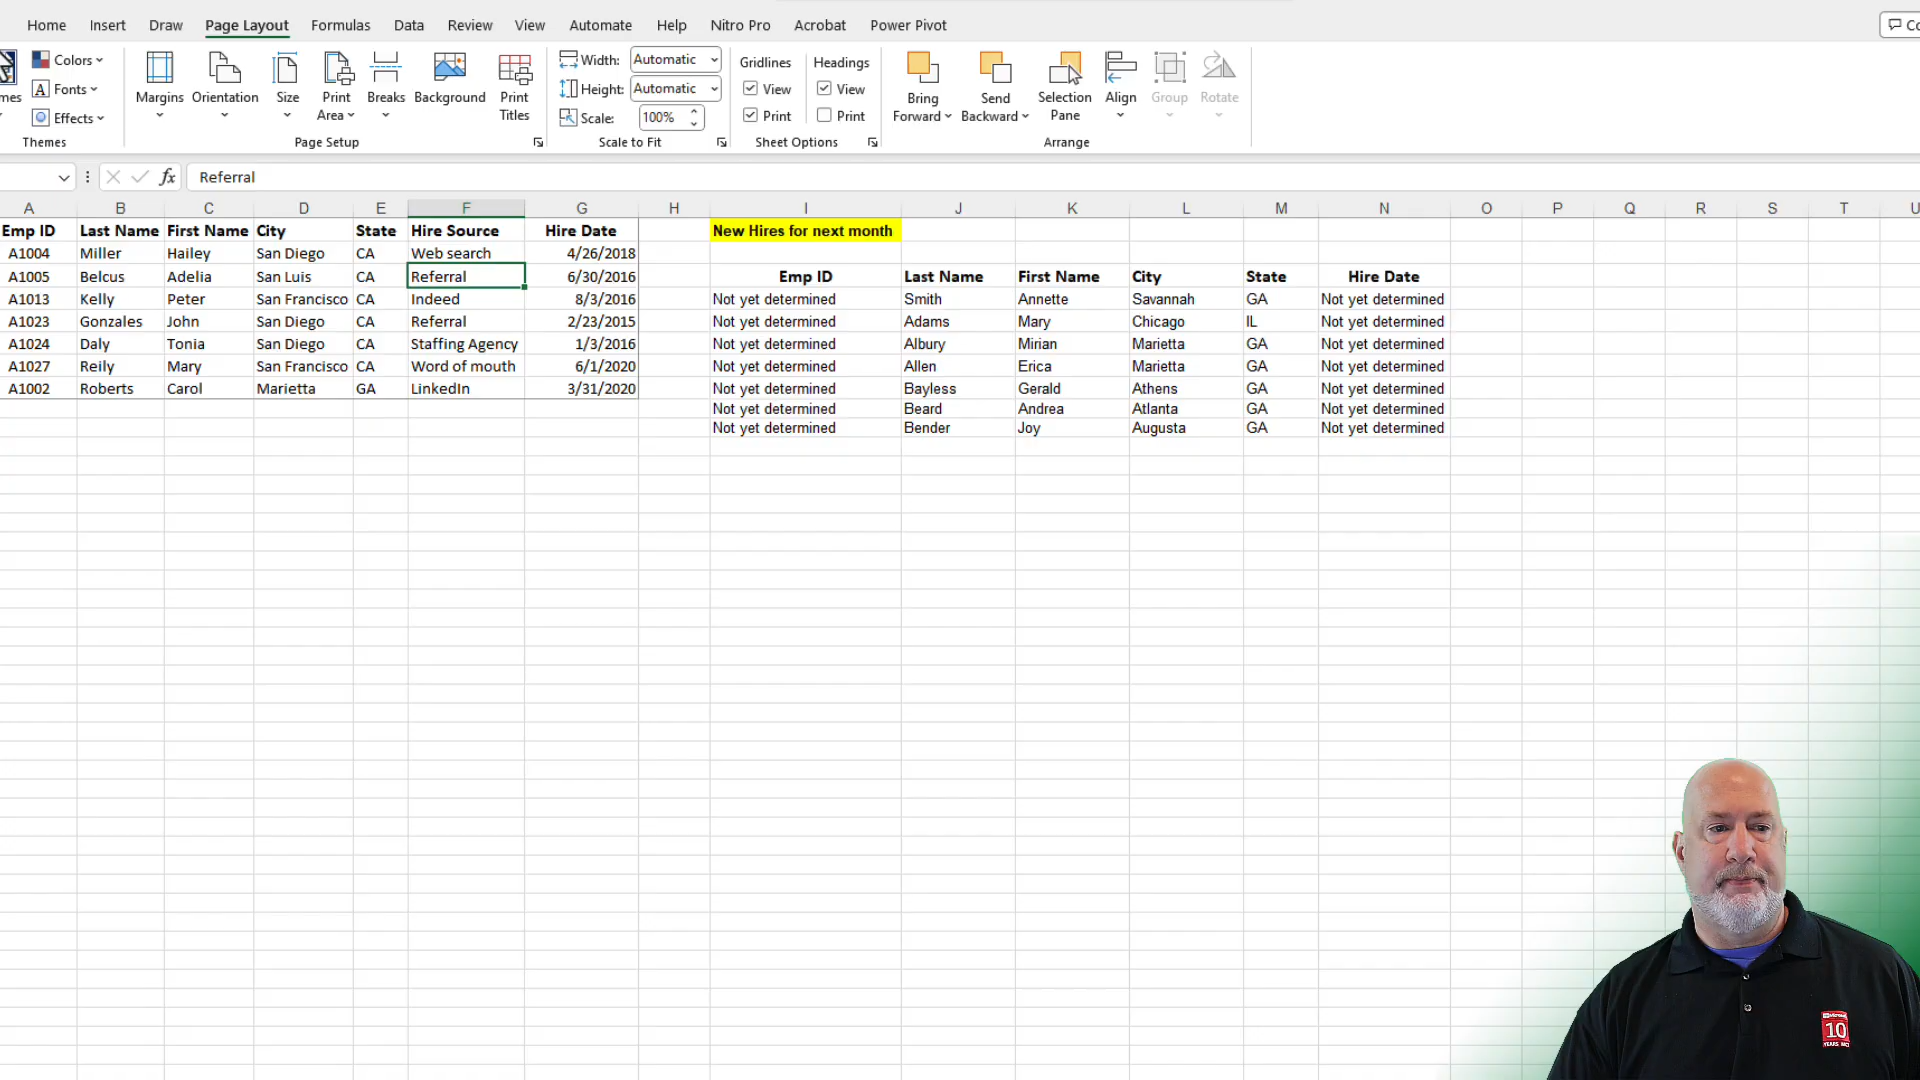 Home Insert Draw Page Layout Formulas Data Review View Automate Help Nitro Pro Acrobat Power Pivot
Colors
Fonts
Effects
Themes
Margins Orientation Size Print Area Breaks Background Print Titles
Page Setup
Width: Automatic
Height: Automatic
Scale: 100%
Scale to Fit
Gridlines Headings
View View
Print Print
Sheet Options
Bring Forward Send Backward Selection Pane Align Group Rotate
Arrange
fx Referral
A B C D E F G H I J K L M N O P Q R S T U
Emp ID Last Name First Name City State Hire Source Hire Date New Hires for next month
A1004 Miller Hailey San Diego CA Web search 4/26/2018
A1005 Belcus Adelia San Luis CA Referral 6/30/2016 Emp ID Last Name First Name City State Hire Date
A1013 Kelly Peter San Francisco CA Indeed 8/3/2016 Not yet determined Smith Annette Savannah GA Not yet determined
A1023 Gonzales John San Diego CA Referral 2/23/2015 Not yet determined Adams Mary Chicago IL Not yet determined
A1024 Daly Tonia San Diego CA Staffing Agency 1/3/2016 Not yet determined Albury Mirian Marietta GA Not yet determined
A1027 Reily Mary San Francisco CA Word of mouth 6/1/2020 Not yet determined Allen Erica Marietta GA Not yet determined
A1002 Roberts Carol Marietta GA LinkedIn 3/31/2020 Not yet determined Bayless Gerald Athens GA Not yet determined
Not yet determined Beard Andrea Atlanta GA Not yet determined
Not yet determined Bender Joy Augusta GA Not yet determined
10